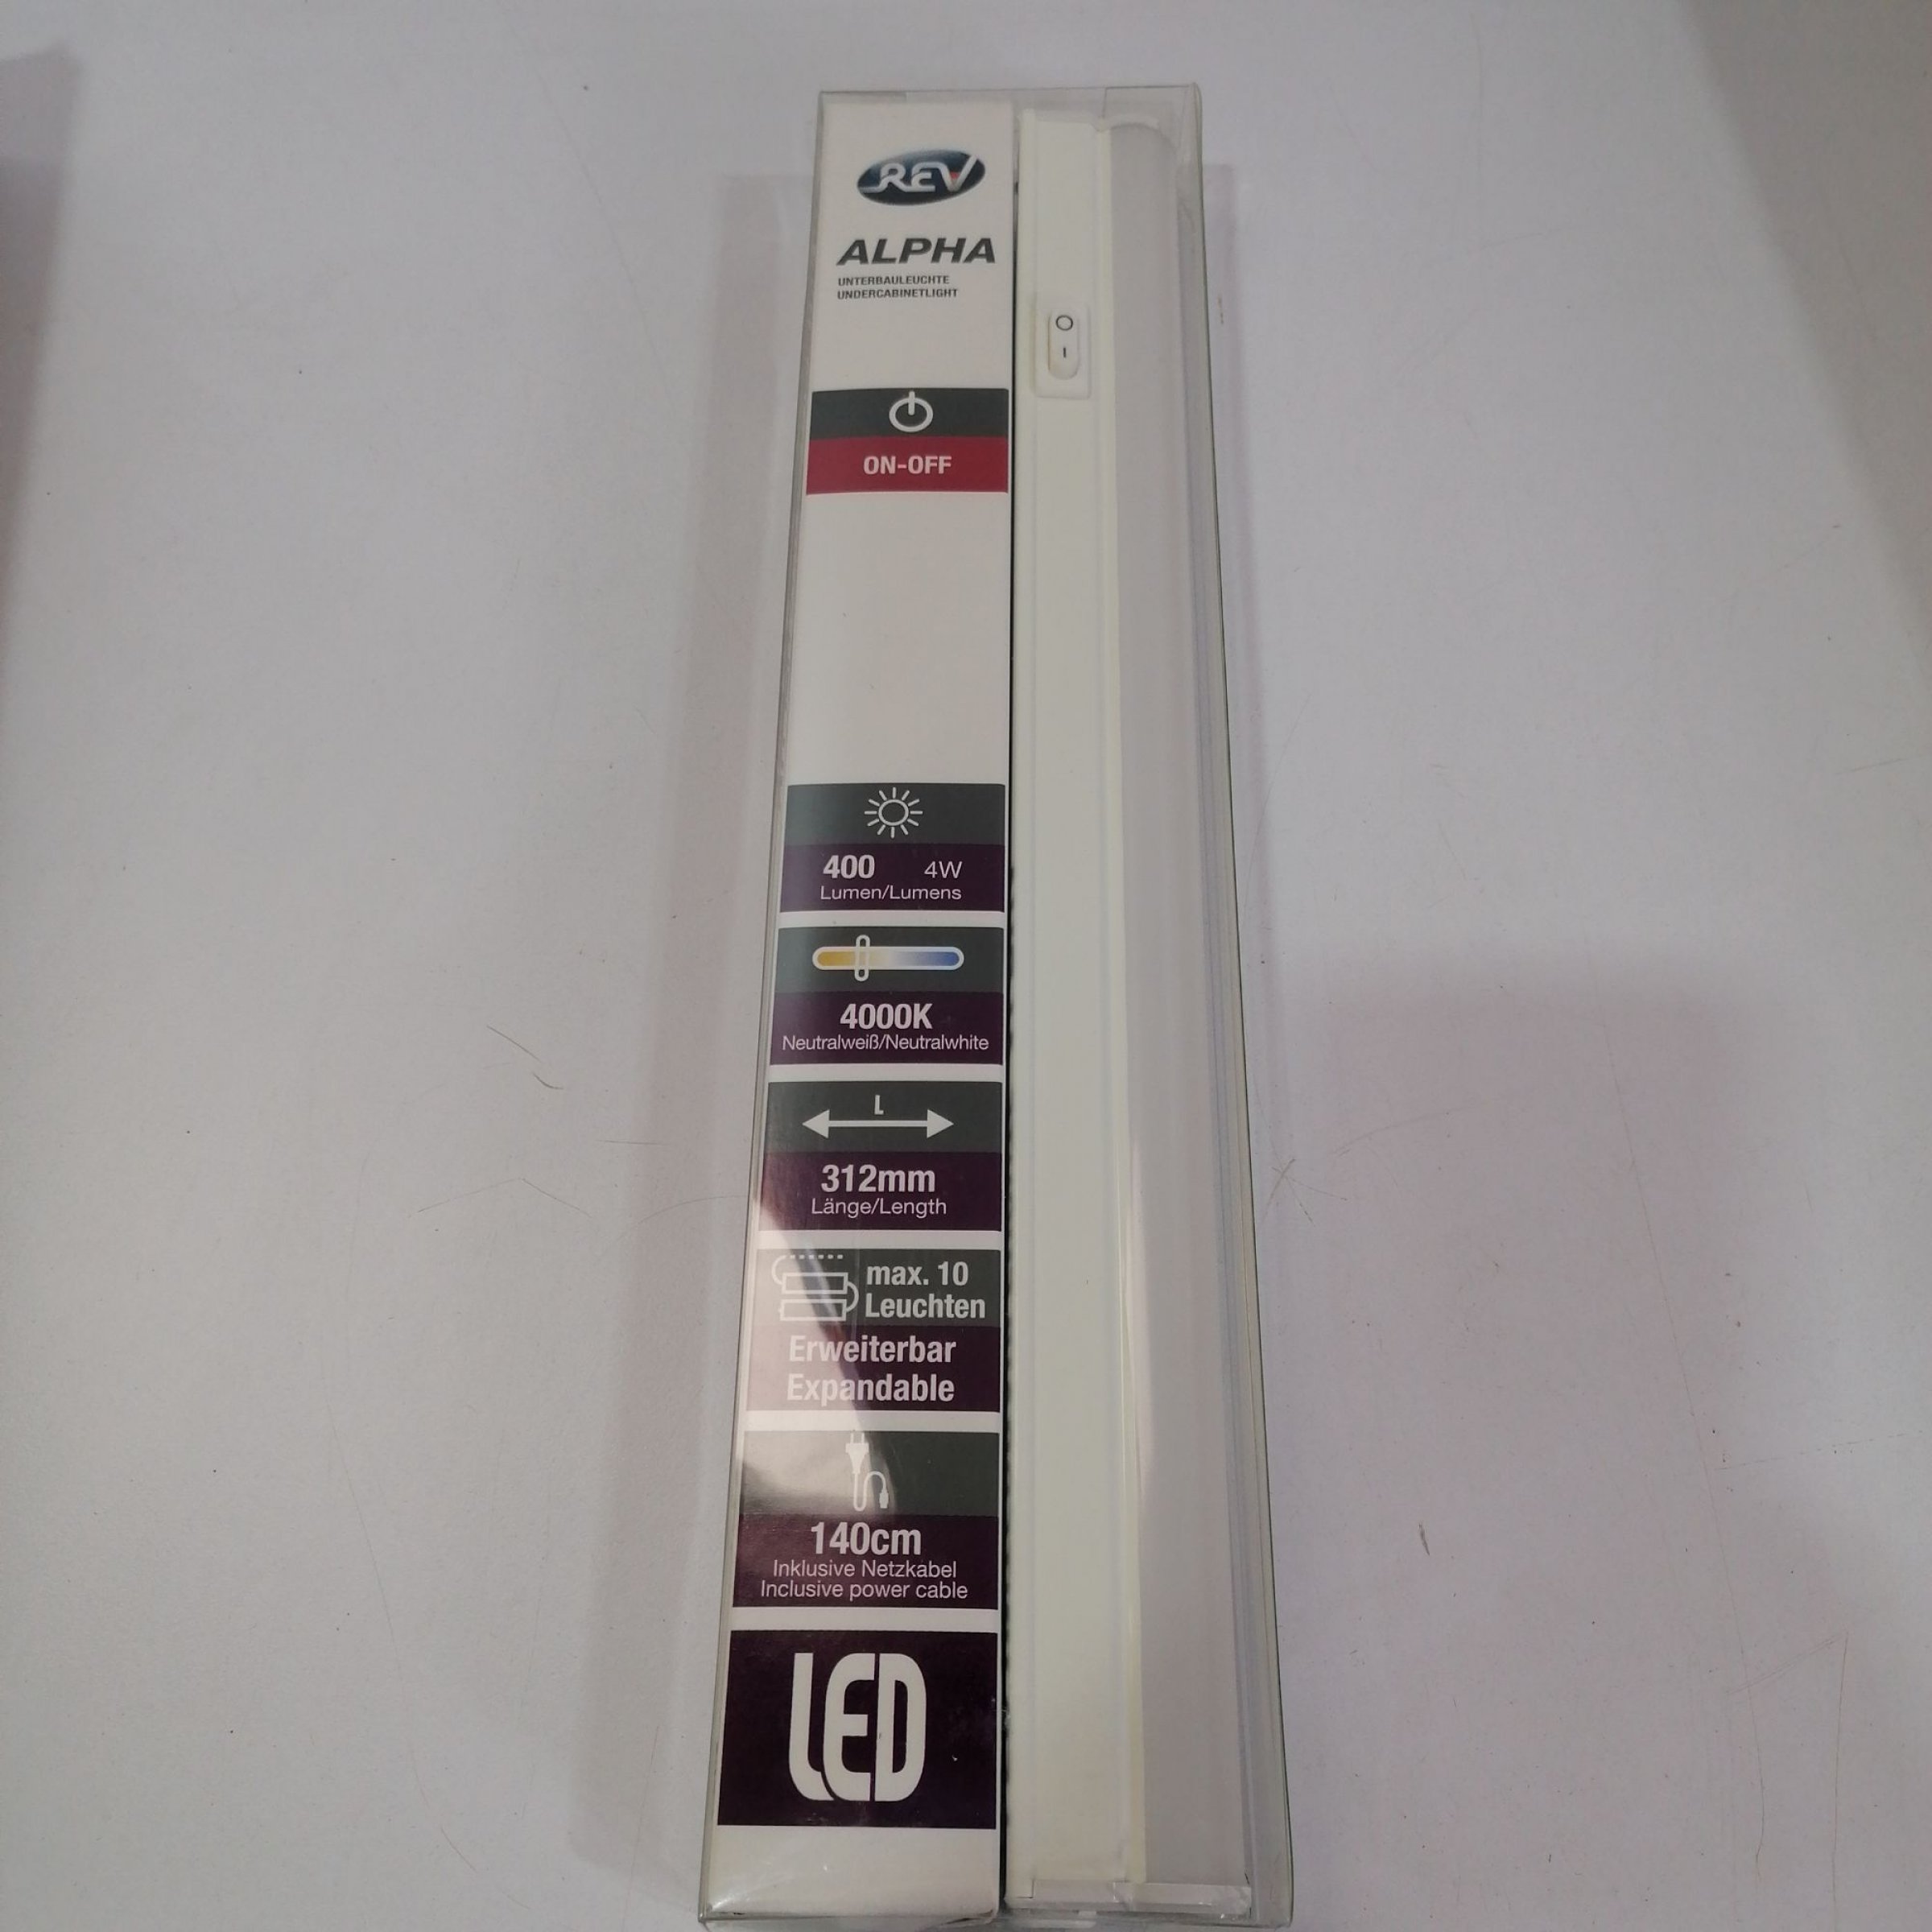 REV
ALPHA
UNTERBAULEUCHTE
UNDERCABINETLIGHT
O
I
ON-OFF
400 4W
Lumen/Lumens
4000K
Neutralweiß/Neutralwhite
L
312mm
Länge/Length
max. 10
Leuchten
Erweiterbar
Expandable
140cm
Inklusive Netzkabel
Inclusive power cable
LED